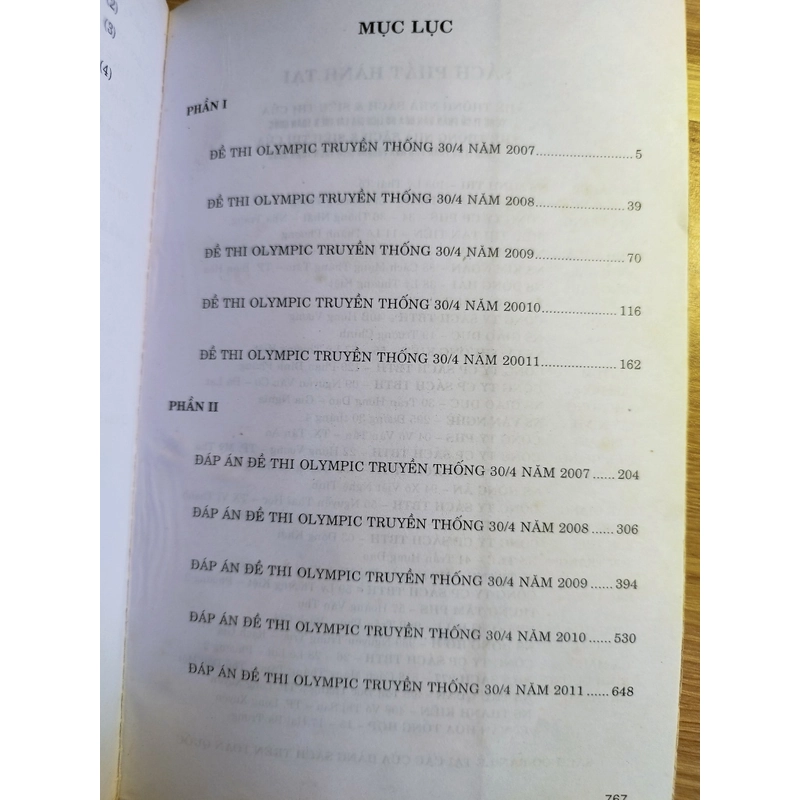 (2)
(3)
(4)
MỤC LỤC
PHẦN I
ĐỀ THI OLYMPIC TRUYỀN THỐNG 30/4 NĂM 2007........................5
ĐỀ THI OLYMPIC TRUYỀN THỐNG 30/4 NĂM 2008......................39
ĐỀ THI OLYMPIC TRUYỀN THỐNG 30/4 NĂM 2009......................70
ĐỀ THI OLYMPIC TRUYỀN THỐNG 30/4 NĂM 20010...................116
ĐỀ THI OLYMPIC TRUYỀN THỐNG 30/4 NĂM 20011...................162
PHẦN II
ĐÁP ÁN ĐỀ THI OLYMPIC TRUYỀN THỐNG 30/4 NĂM 2007......204
ĐÁP ÁN ĐỀ THI OLYMPIC TRUYỀN THỐNG 30/4 NĂM 2008......306
ĐÁP ÁN ĐỀ THI OLYMPIC TRUYỀN THỐNG 30/4 NĂM 2009......394
ĐÁP ÁN ĐỀ THI OLYMPIC TRUYỀN THỐNG 30/4 NĂM 2010......530
ĐÁP ÁN ĐỀ THI OLYMPIC TRUYỀN THỐNG 30/4 NĂM 2011......648
767